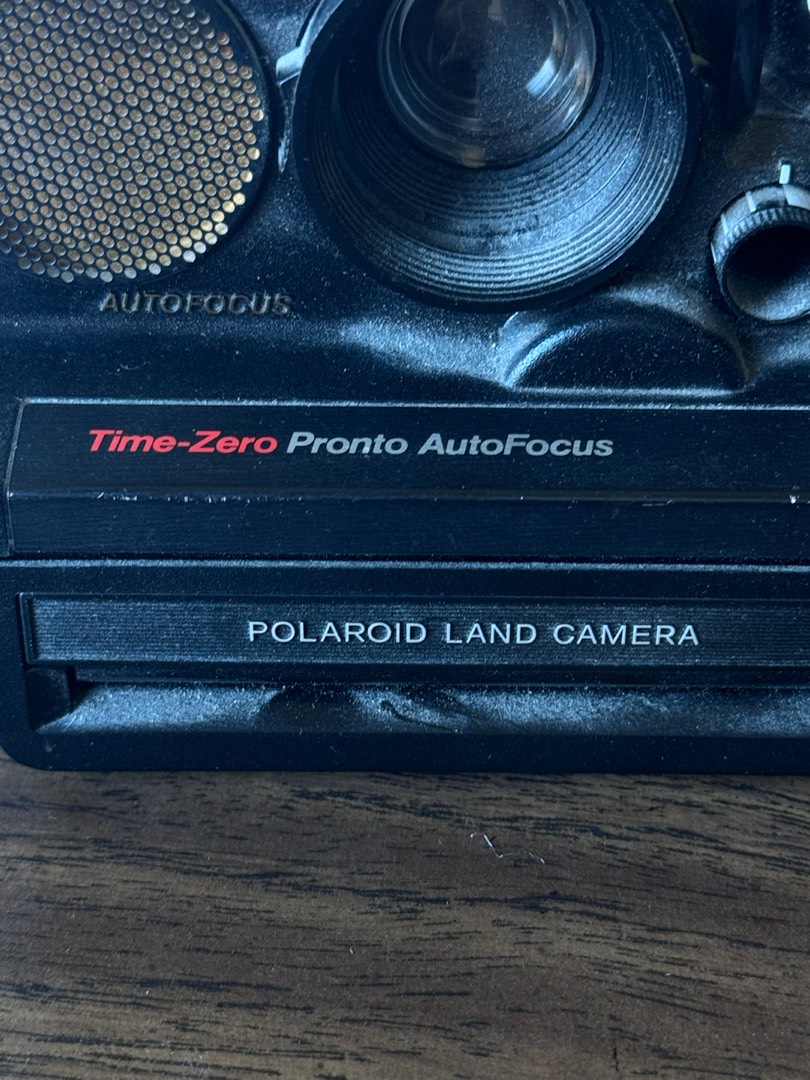 AUTOFOCUS
Time-Zero Pronto AutoFocus
POLAROID LAND CAMERA